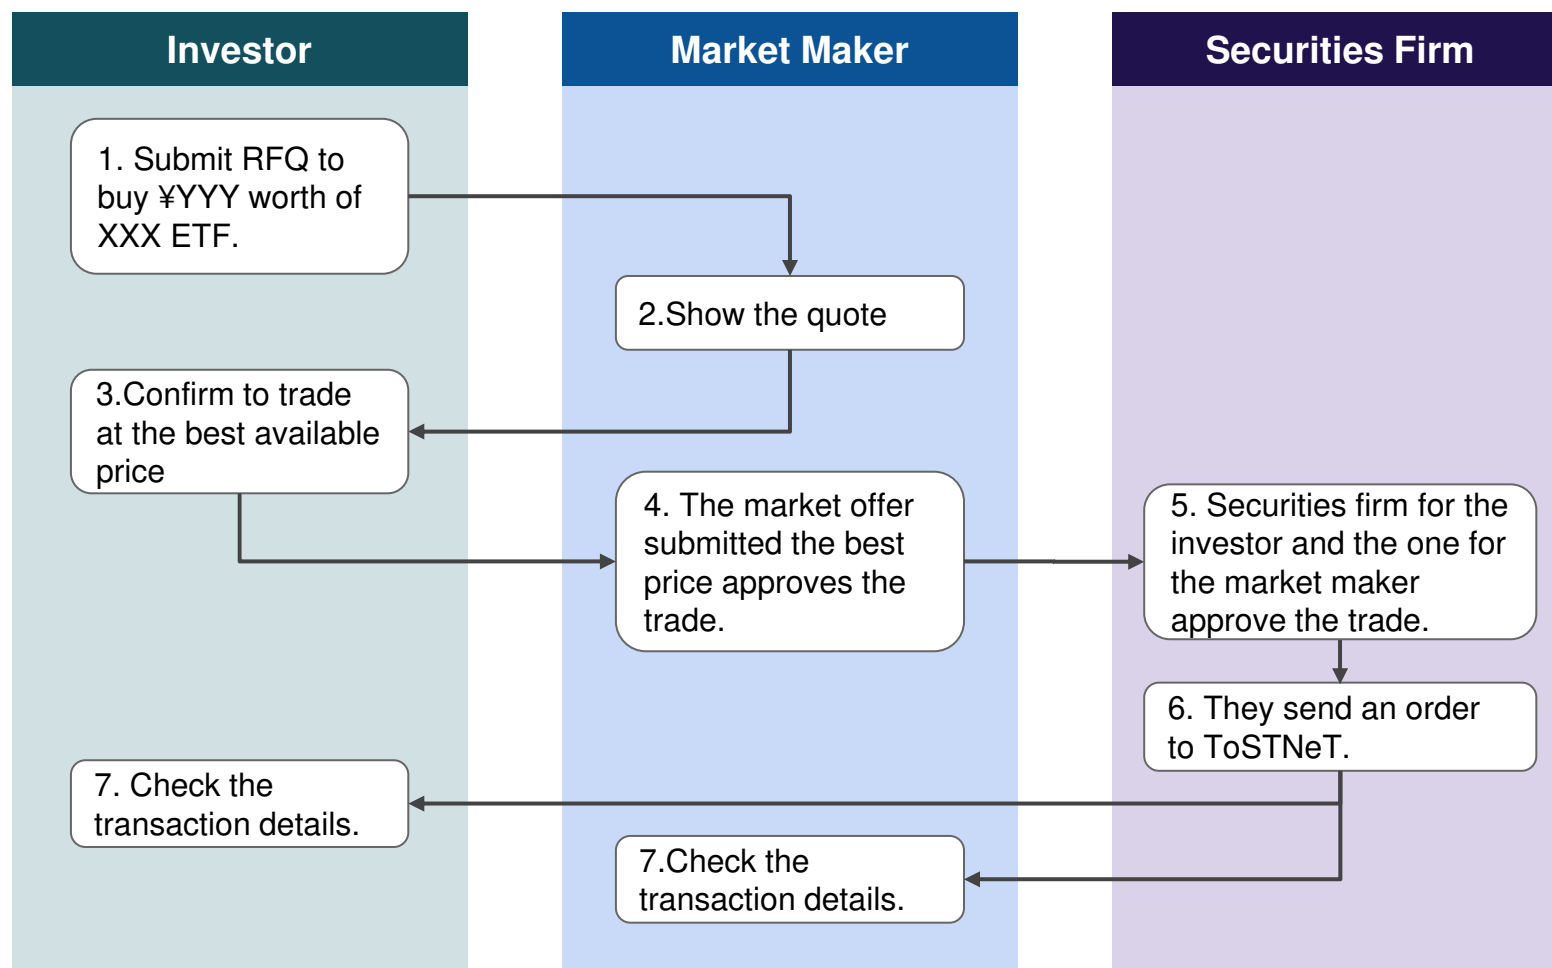 Investor
Market Maker
Securities Firm
1. Submit RFQ to
buy ¥YYY worth of
XXX ETF.
2.Show the quote
3.Confirm to trade
at the best available
price
4. The market offer
submitted the best
price approves the
trade.
5. Securities firm for the
investor and the one for
the market maker
approve the trade.
6. They send an order
to ToSTNeT.
7. Check the
transaction details.
7.Check the
transaction details.